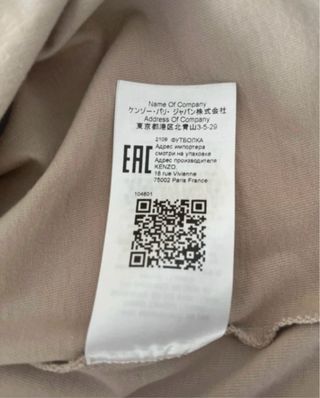 Name Of Company
ケンゾー・パリ・ジャパン株式会社
Address Of Company
東京都港区北青山3-5-29
2109 ФУТБОЛКА
Адрес импортера
смотри на упаковке
Адрес производителя
KENZO,
18 rue Vivienne
75002 Paris France
EAC
104601